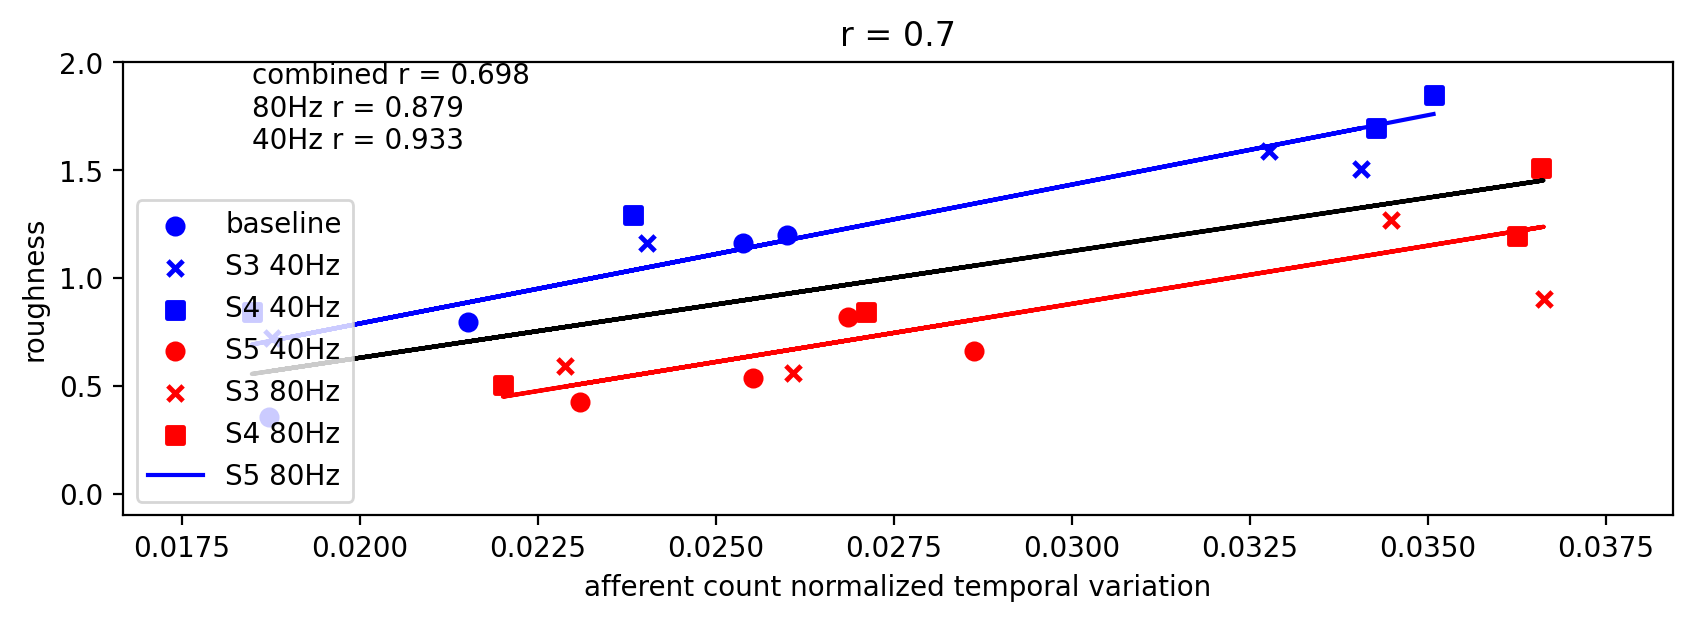 r = 0.7
combined r = 0.698
80Hz r = 0.879
40Hz r = 0.933
2.0
1.5
1.0
0.5
0.0
roughness
baseline
S3 40Hz
S4 40Hz
S5 40Hz
S3 80Hz
S4 80Hz
S5 80Hz
0.0175 0.0200 0.0225 0.0250 0.0275 0.0300 0.0325 0.0350 0.0375
afferent count normalized temporal variation